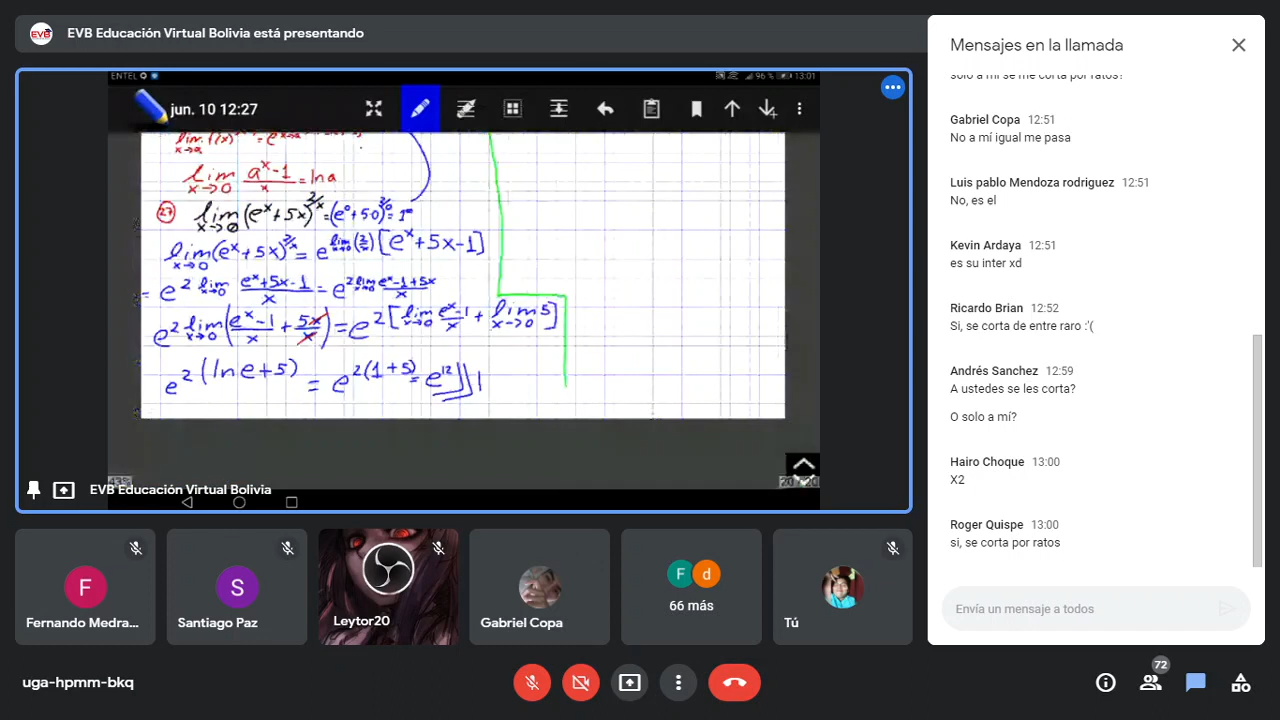 EVB Educación Virtual Bolivia está presentando
Mensajes en la llamada
solo a mi se me corta por ratos?
Gabriel Copa 12:51
No a mí igual me pasa
Luis pablo Mendoza rodriguez 12:51
No, es el
Kevin Ardaya 12:51
es su inter xd
Ricardo Brian 12:52
Si, se corta de entre raro :'(
Andrés Sanchez 12:59
A ustedes se les corta?
O solo a mí?
Hairo Choque 13:00
X2
Roger Quispe 13:00
si, se corta por ratos
Envía un mensaje a todos
ENTEL 96 % 13:01
jun. 10 12:27
lim x→0 (a^x-1)/x = ln a
27 lim x→0 (e^x+5x)^(2/x) = (e^0+5·0)^(2/0) = 1^∞
lim x→0 (e^x+5x)^(2/x) = e^(lim x→0 (2/x)[e^x+5x-1])
= e^(2 lim x→0 (e^x+5x-1)/x) = e^(2 lim x→0 (e^x-1+5x)/x)
e^(2 lim x→0 ((e^x-1)/x + 5x/x)) = e^(2[lim x→0 (e^x-1)/x + lim x→0 5])
e^(2(ln e+5)) = e^(2(1+5)) = e^12
EVB Educación Virtual Bolivia
Fernando Medra...
Santiago Paz
Leytor20
Gabriel Copa
66 más
Tú
F
S
F d
uga-hpmm-bkq
72